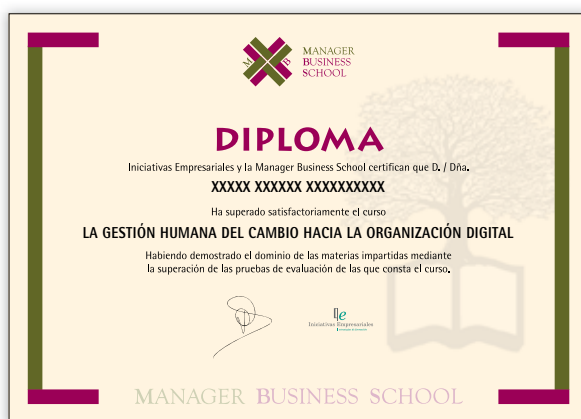 M B
MANAGER
BUSINESS
SCHOOL
DIPLOMA
Iniciativas Empresariales y la Manager Business School certifican que D. / Dña.
XXXXX XXXXXX XXXXXXXXXX
Ha superado satisfactoriamente el curso
LA GESTIÓN HUMANA DEL CAMBIO HACIA LA ORGANIZACIÓN DIGITAL
Habiendo demostrado el dominio de las materias impartidas mediante
la superación de las pruebas de evaluación de las que consta el curso.
Ie
Iniciativas Empresariales
MANAGER BUSINESS SCHOOL